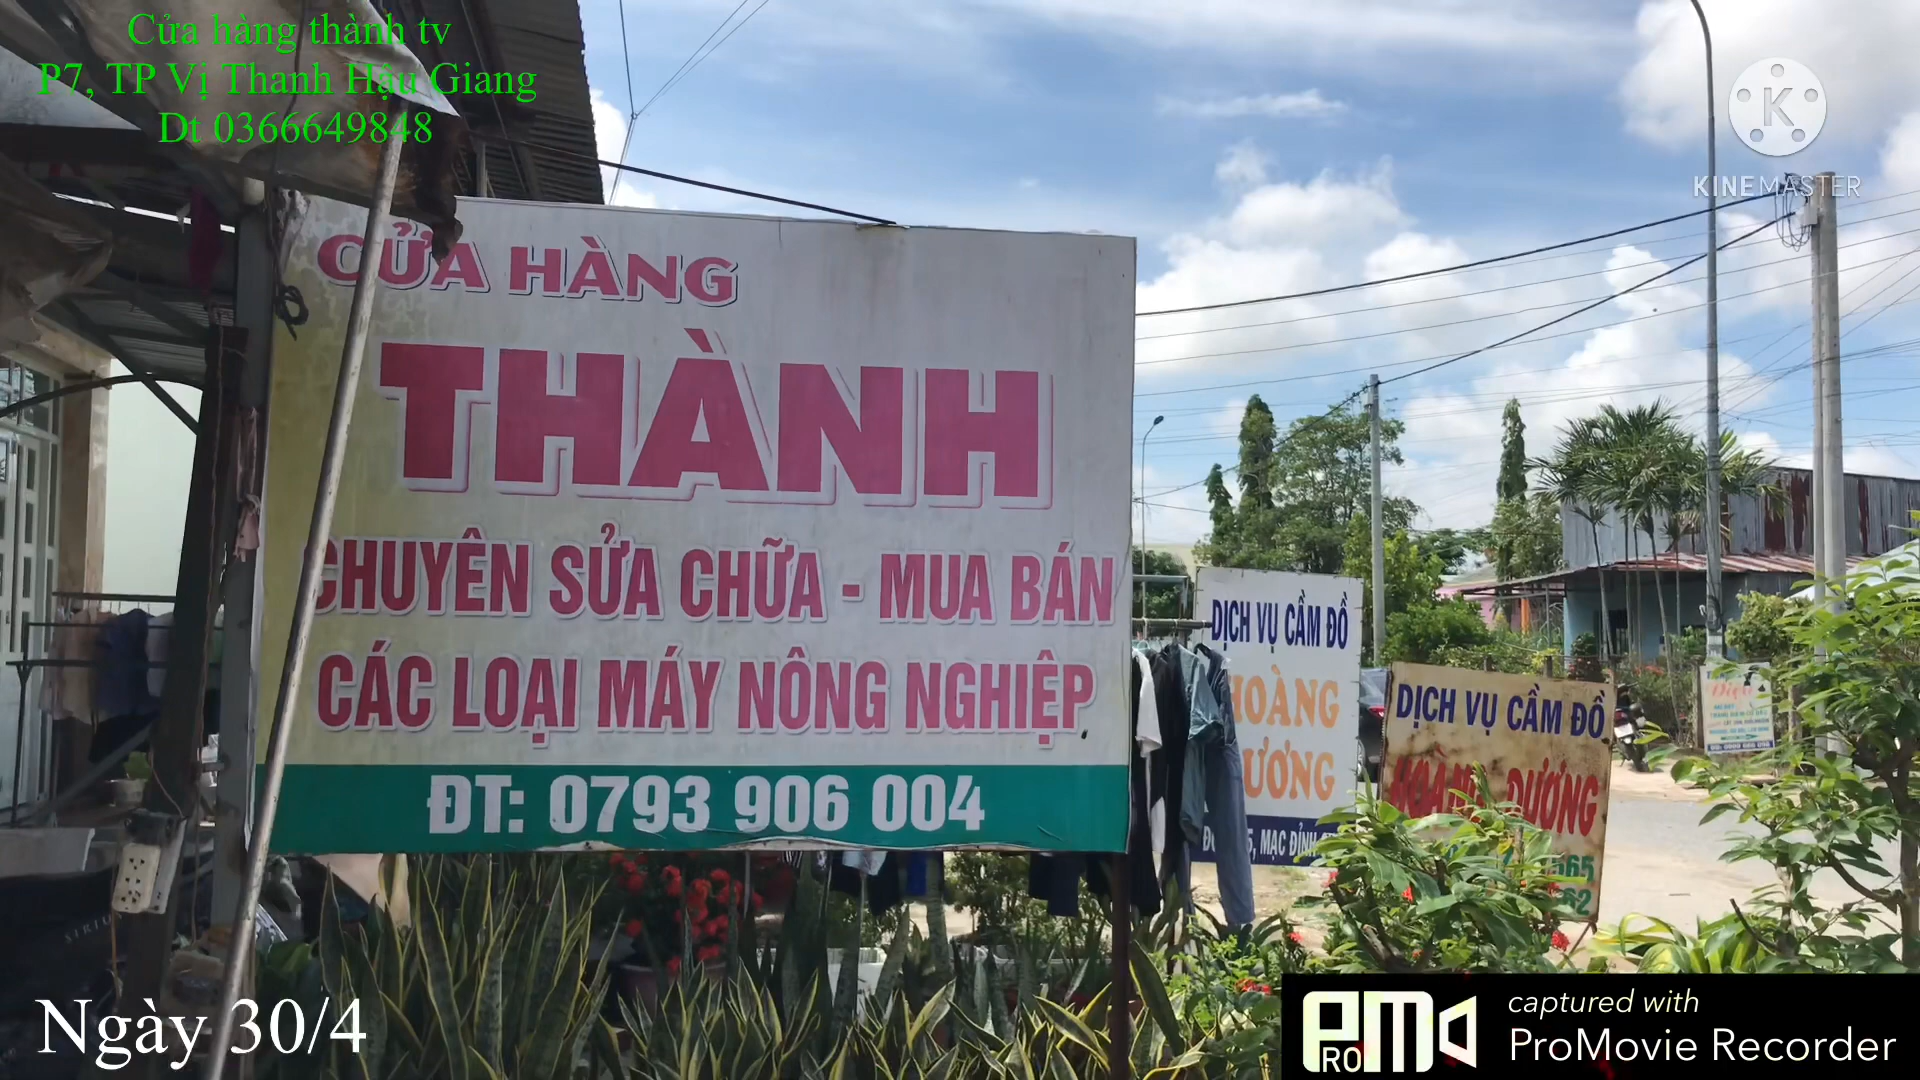 Cửa hàng thành tv
P7, TP Vị Thanh Hậu Giang
Dt 0366649848
KINEMASTER
CỬA HÀNG
THÀNH
CHUYÊN SỬA CHỮA - MUA BÁN
CÁC LOẠI MÁY NÔNG NGHIỆP
ĐT: 0793 906 004
DỊCH VỤ CẦM ĐỒ
HOÀNG
DƯƠNG
MẠC ĐỈNH
DỊCH VỤ CẦM ĐỒ
HOÀNG DƯƠNG
Ngày 30/4
captured with
ProMovie Recorder